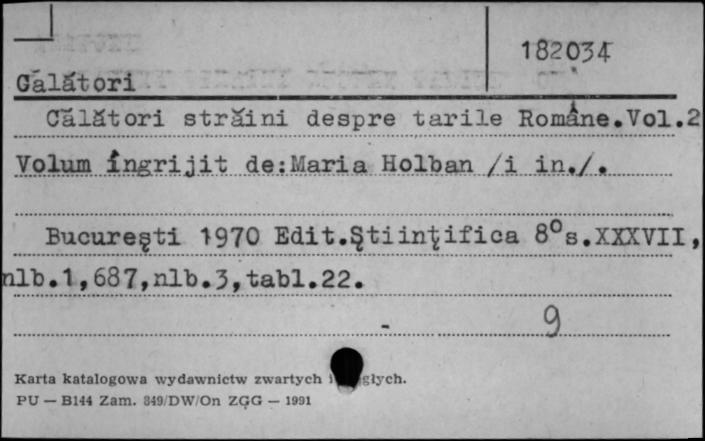 182034
Gălători
Călători străini despre tarile Române.Vol.2
Volum îngrijit de:Maria Holban /i in./.
Bucureşti 1970 Edit.Ştiinţifica 8°s.XXXVII,
nlb.1,687,nlb.3,tabl.22.
9
Karta katalogowa wydawnictw zwartych
PU — B144 Zam. 349/DW/On ZGG — 1991